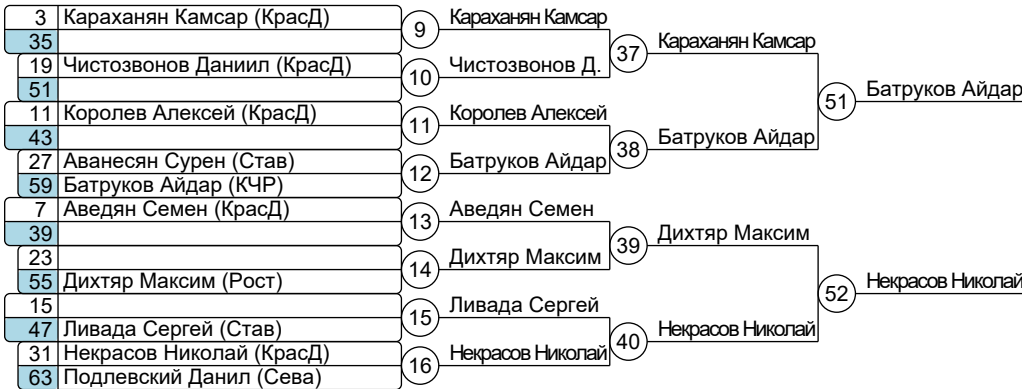 3 Караханян Камсар (КрасД)
35
19 Чистозвонов Даниил (КрасД)
51
11 Королев Алексей (КрасД)
43
27 Аванесян Сурен (Став)
59 Батруков Айдар (КЧР)
7 Аведян Семен (КрасД)
39
23
55 Дихтяр Максим (Рост)
15
47 Ливада Сергей (Став)
31 Некрасов Николай (КрасД)
63 Подлевский Данил (Сева)
9 Караханян Камсар
10 Чистозвонов Д.
11 Королев Алексей
12 Батруков Айдар
13 Аведян Семен
14 Дихтяр Максим
15 Ливада Сергей
16 Некрасов Николай
37 Караханян Камсар
38 Батруков Айдар
39 Дихтяр Максим
40 Некрасов Николай
51 Батруков Айдар
52 Некрасов Николай